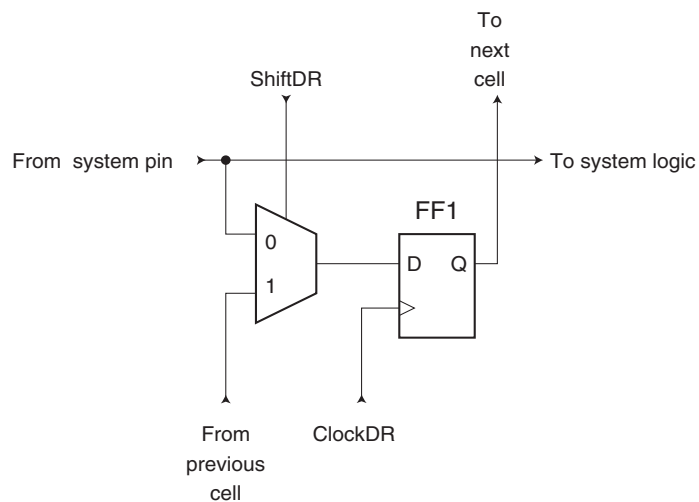 To
next
cell
ShiftDR
From system pin
To system logic
FF1
0
D Q
1
From
previous
cell
ClockDR